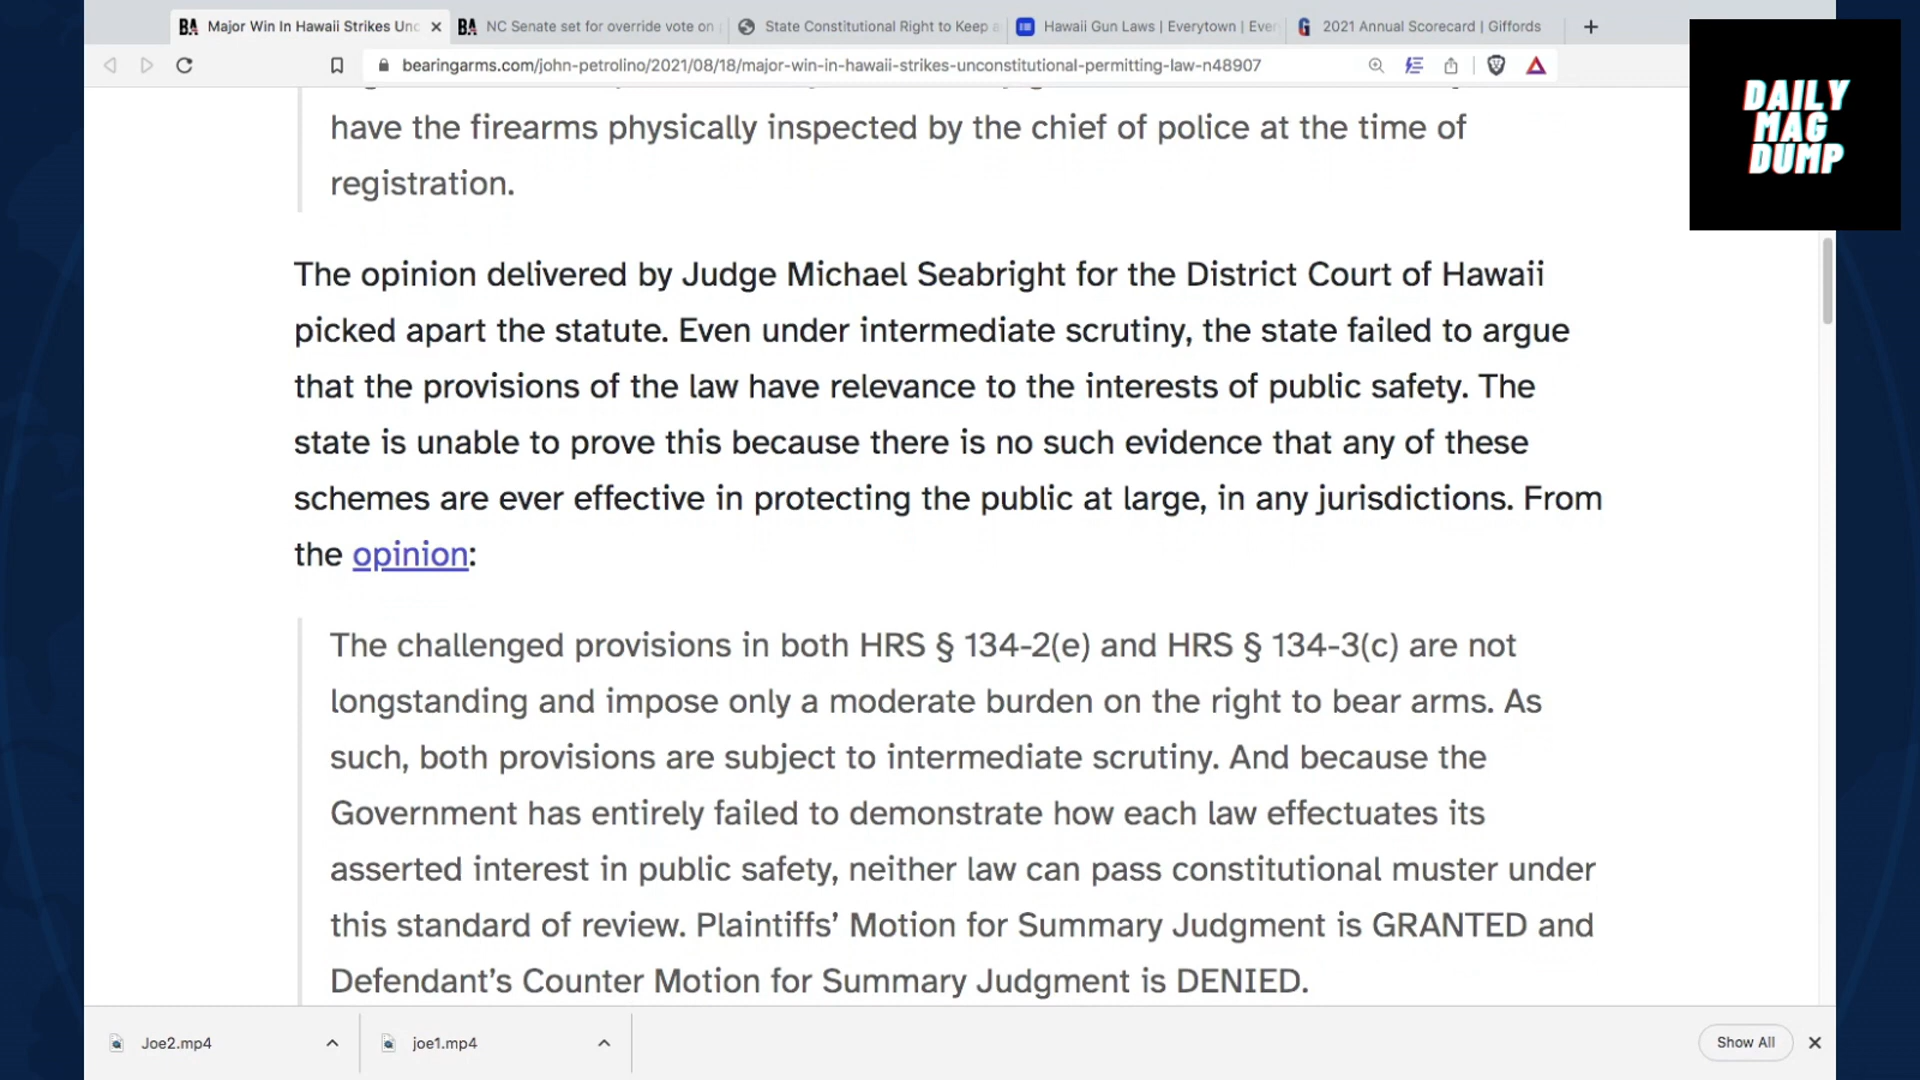 Major Win In Hawaii Strikes Unc
NC Senate set for override vote on
State Constitutional Right to Keep a
Hawaii Gun Laws | Everytown | Ever
2021 Annual Scorecard | Giffords
bearingarms.com/john-petrolino/2021/08/18/major-win-in-hawaii-strikes-unconstitutional-permitting-law-n48907
DAILY
MAG
DUMP
have the firearms physically inspected by the chief of police at the time of
registration.
The opinion delivered by Judge Michael Seabright for the District Court of Hawaii
picked apart the statute. Even under intermediate scrutiny, the state failed to argue
that the provisions of the law have relevance to the interests of public safety. The
state is unable to prove this because there is no such evidence that any of these
schemes are ever effective in protecting the public at large, in any jurisdictions. From
the opinion:
The challenged provisions in both HRS § 134-2(e) and HRS § 134-3(c) are not
longstanding and impose only a moderate burden on the right to bear arms. As
such, both provisions are subject to intermediate scrutiny. And because the
Government has entirely failed to demonstrate how each law effectuates its
asserted interest in public safety, neither law can pass constitutional muster under
this standard of review. Plaintiffs’ Motion for Summary Judgment is GRANTED and
Defendant’s Counter Motion for Summary Judgment is DENIED.
Joe2.mp4
joe1.mp4
Show All